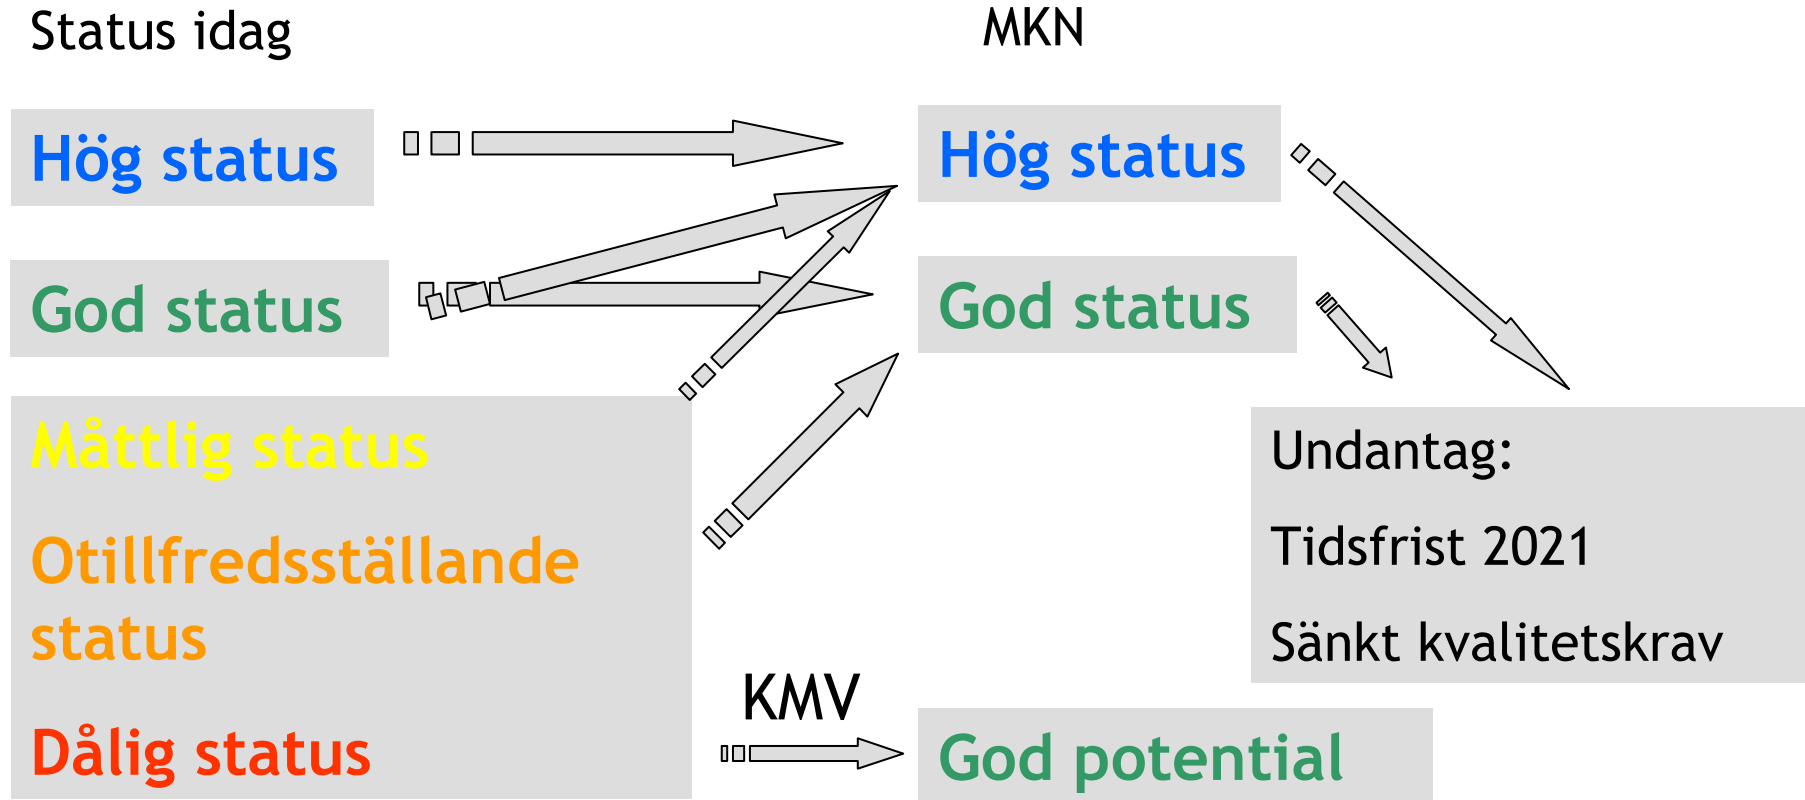 Status idag
MKN
Hög status
Hög status
God status
God status
Måttlig status
Otillfredsställande
status
Dålig status
Undantag:
Tidsfrist 2021
Sänkt kvalitetskrav
KMV
God potential